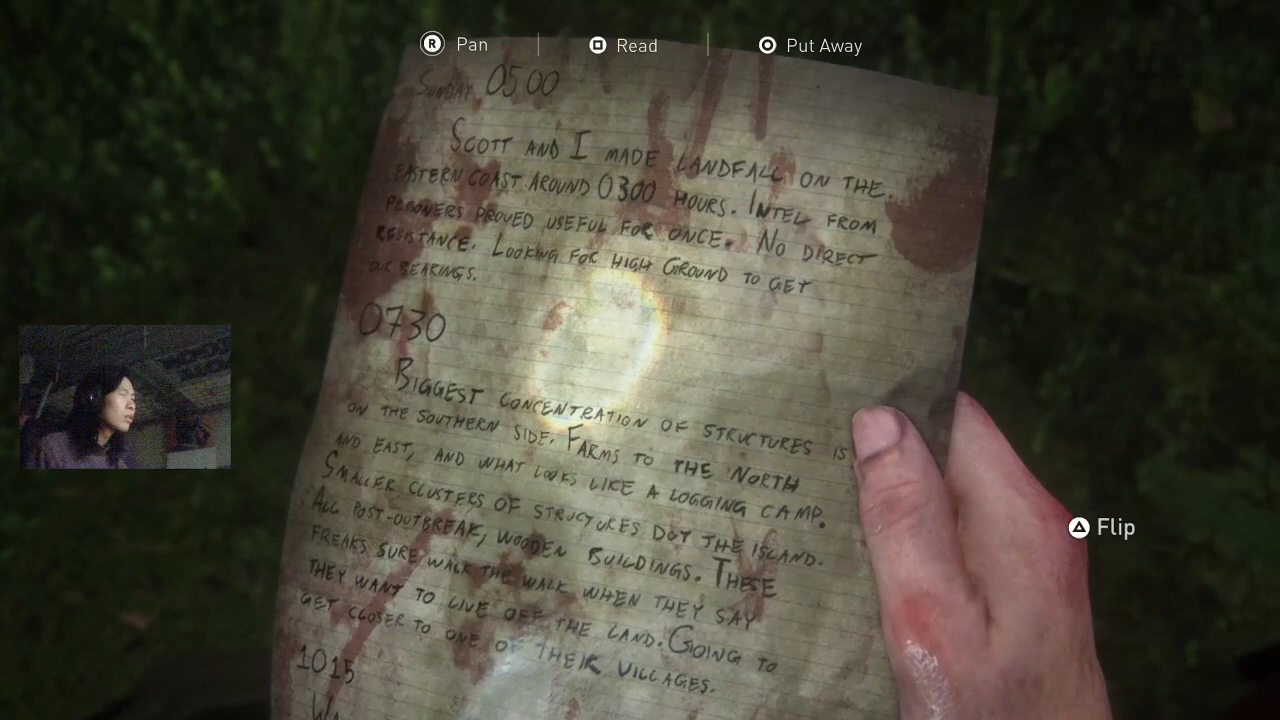 R Pan
Read
Put Away
SUNDAY 0500
SCOTT AND I MADE LANDFALL ON THE
EASTERN COAST AROUND 0300 HOURS. INTEL FROM
PRISONERS PROVED USEFUL FOR ONCE. NO DIRECT
RESISTANCE. LOOKING FOR HIGH GROUND TO GET
OUR BEARINGS.
0730
BIGGEST CONCENTRATION OF STRUCTURES IS
ON THE SOUTHERN SIDE. FARMS TO THE NORTH
AND EAST, AND WHAT LOOKS LIKE A LOGGING CAMP.
SMALLER CLUSTERS OF STRUCTURES DOT THE ISLAND.
ALL POST-OUTBREAK, WOODEN BUILDINGS. THESE
FREAKS SURE WALK THE WALK WHEN THEY SAY
THEY WANT TO LIVE OFF THE LAND. GOING TO
GET CLOSER TO ONE OF THEIR VILLAGES.
1015
Flip